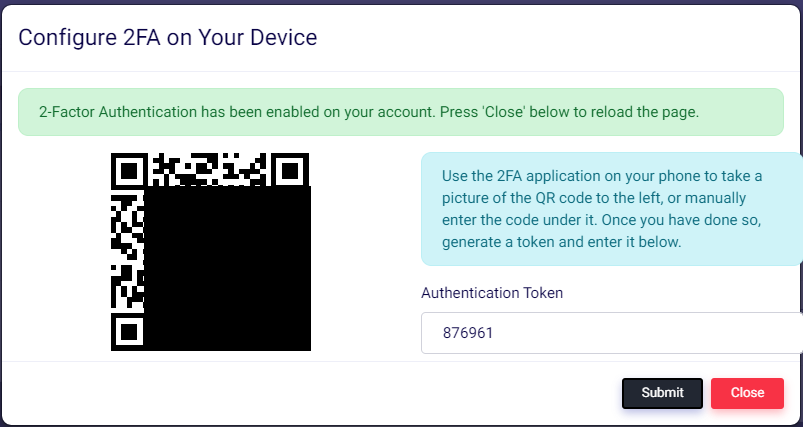 Configure 2FA on Your Device
2-Factor Authentication has been enabled on your account. Press 'Close' below to reload the page.
Use the 2FA application on your phone to take a
picture of the QR code to the left, or manually
enter the code under it. Once you have done so,
generate a token and enter it below.
Authentication Token
876961
Submit
Close